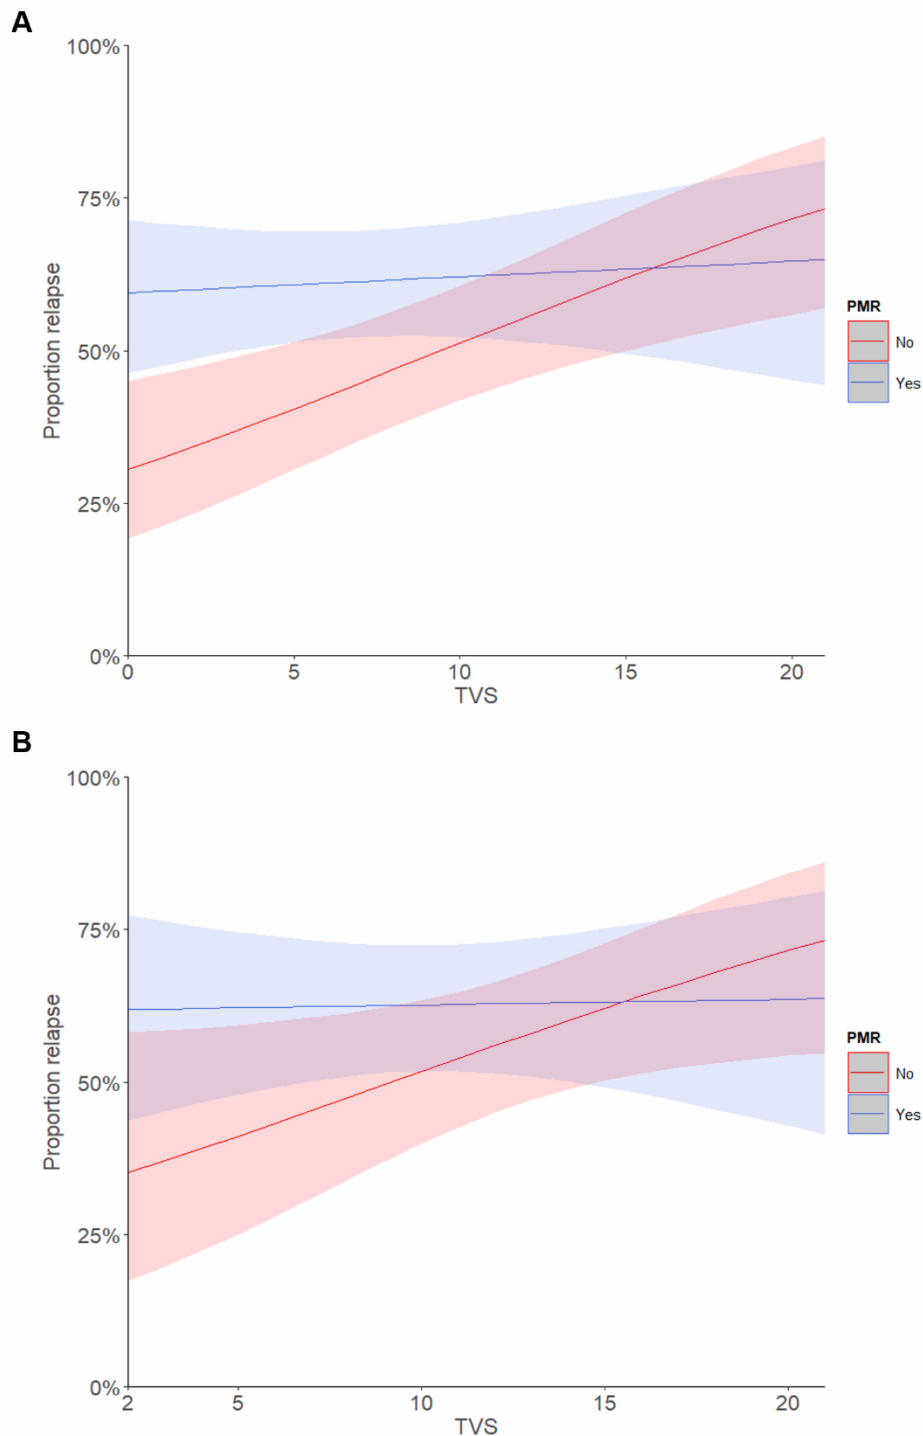 A
100%
75%
50%
25%
0%
Proportion relapse
0 5 10 15 20
TVS
PMR
No
Yes
B
100%
75%
50%
25%
0%
Proportion relapse
2 5 10 15 20
TVS
PMR
No
Yes